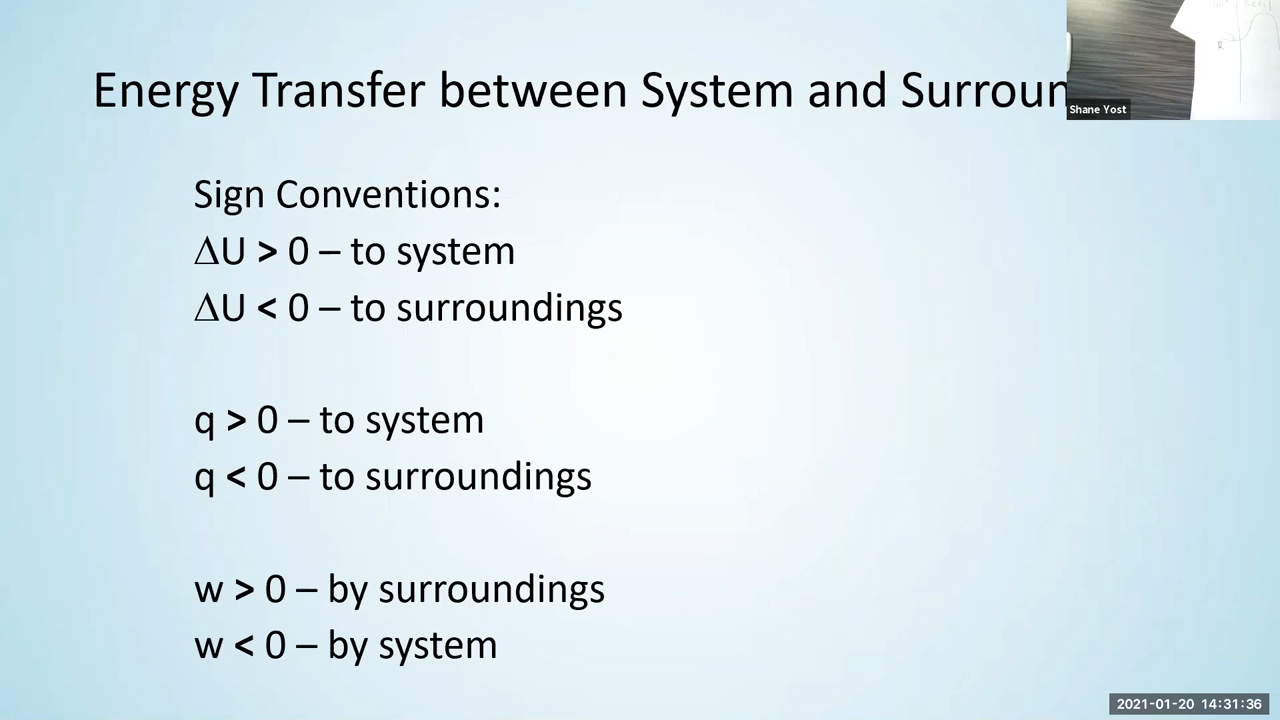 Energy Transfer between System and Surroun
Shane Yost
Sign Conventions:
ΔU > 0 – to system
ΔU < 0 – to surroundings
q > 0 – to system
q < 0 – to surroundings
w > 0 – by surroundings
w < 0 – by system
2021-01-20 14:31:36